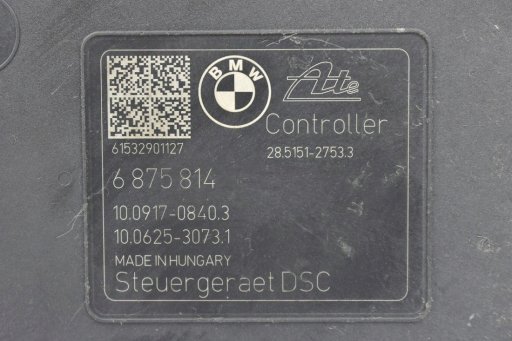 BMW
Ate
Controller
61532901127
28.5151-2753.3
6 875 814
10.0917-0840.3
10.0625-3073.1
MADE IN HUNGARY
Steuergeraet DSC